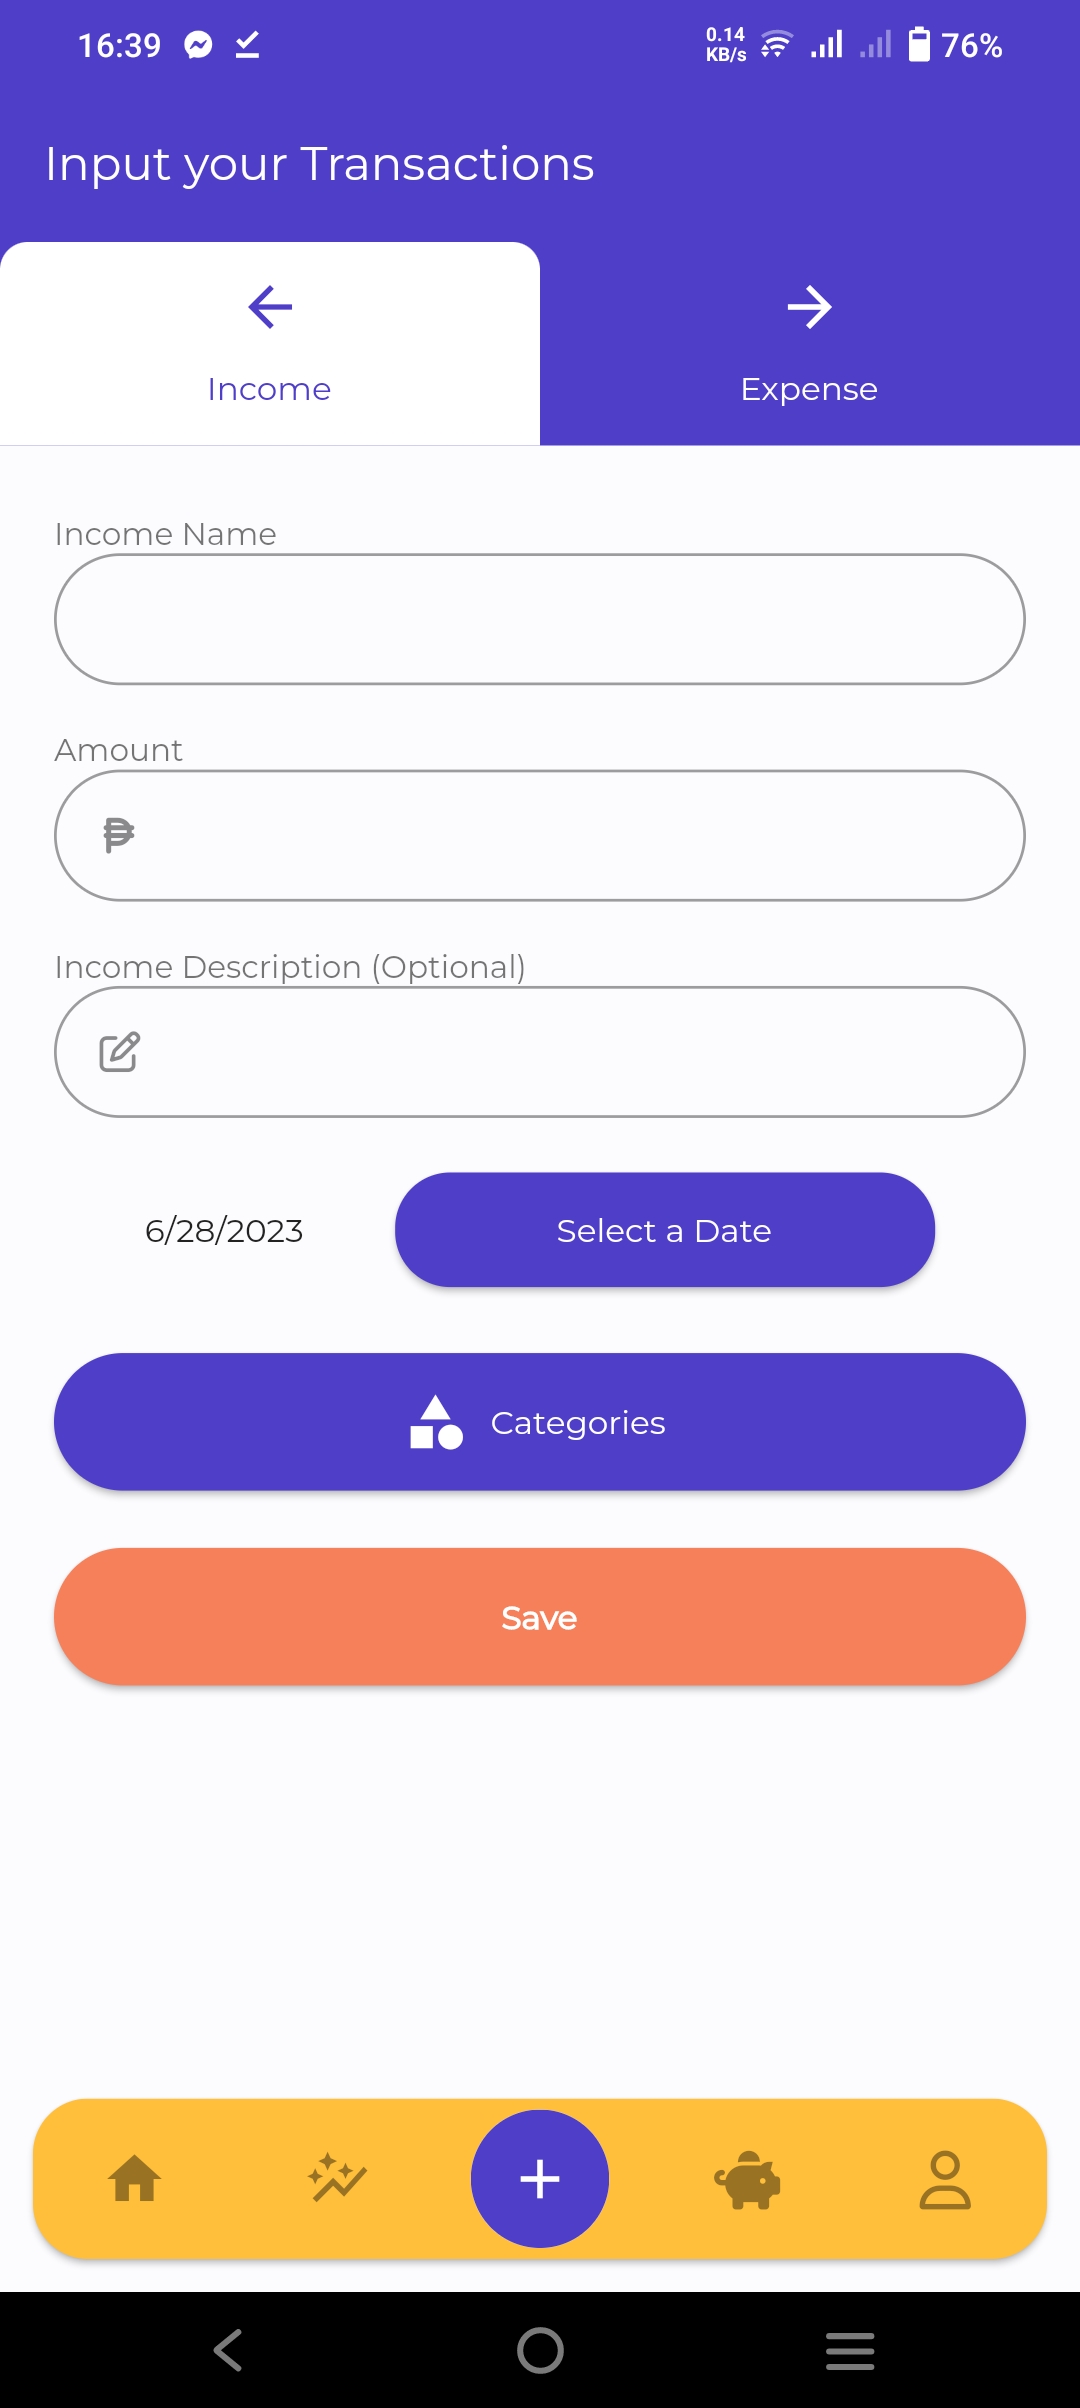 16:39
0.14
KB/s
76%
Input your Transactions
Income
Expense
Income Name
Amount
₱
Income Description (Optional)
6/28/2023
Select a Date
Categories
Save